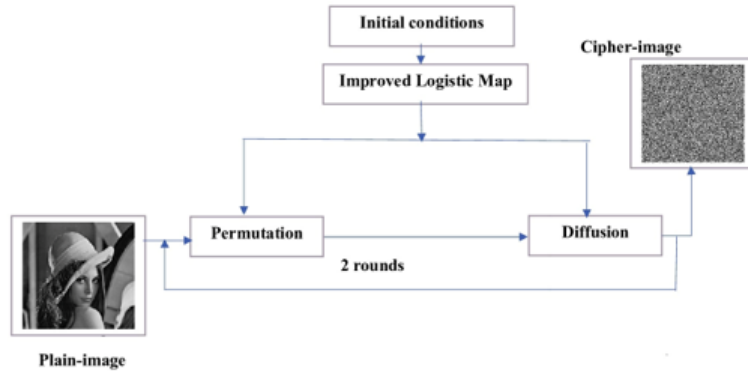 Initial conditions
Cipher-image
Improved Logistic Map
Permutation
Diffusion
2 rounds
Plain-image